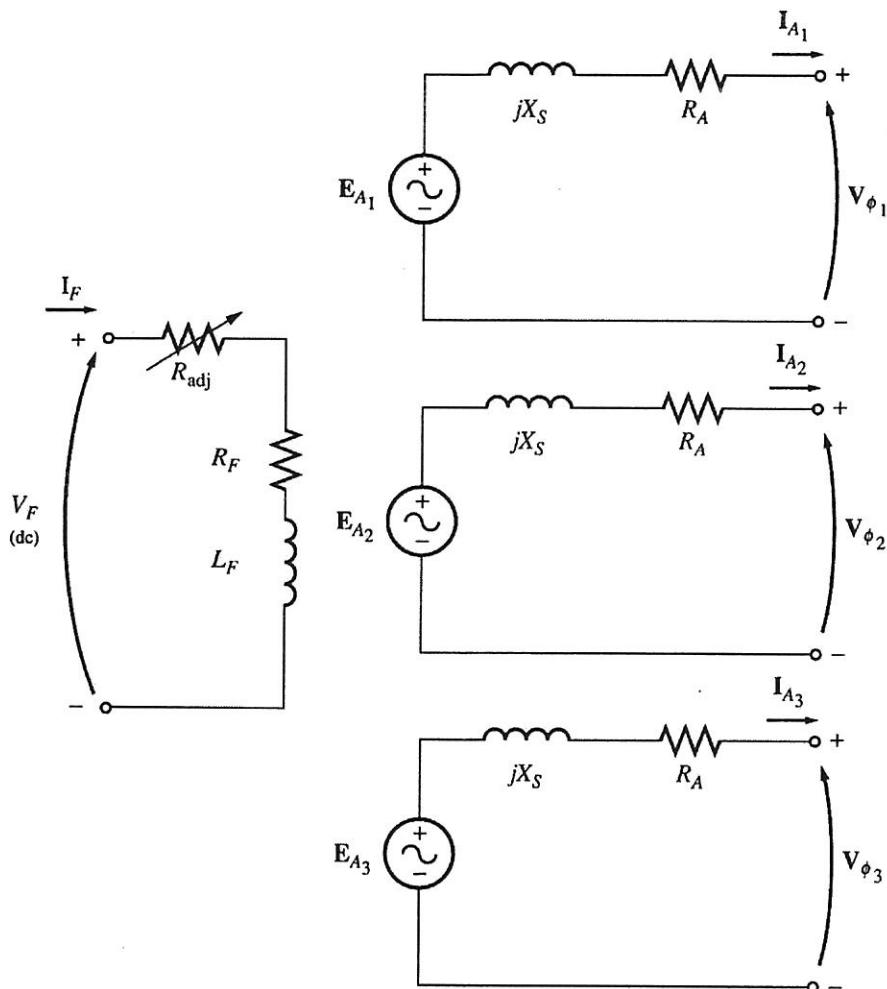 I_A1
jX_S
R_A
+
+
−
E_A1
V_ϕ1
−
I_F
+
R_adj
R_F
V_F
(dc)
L_F
−
I_A2
jX_S
R_A
+
+
−
E_A2
V_ϕ2
−
I_A3
jX_S
R_A
+
+
−
E_A3
V_ϕ3
−